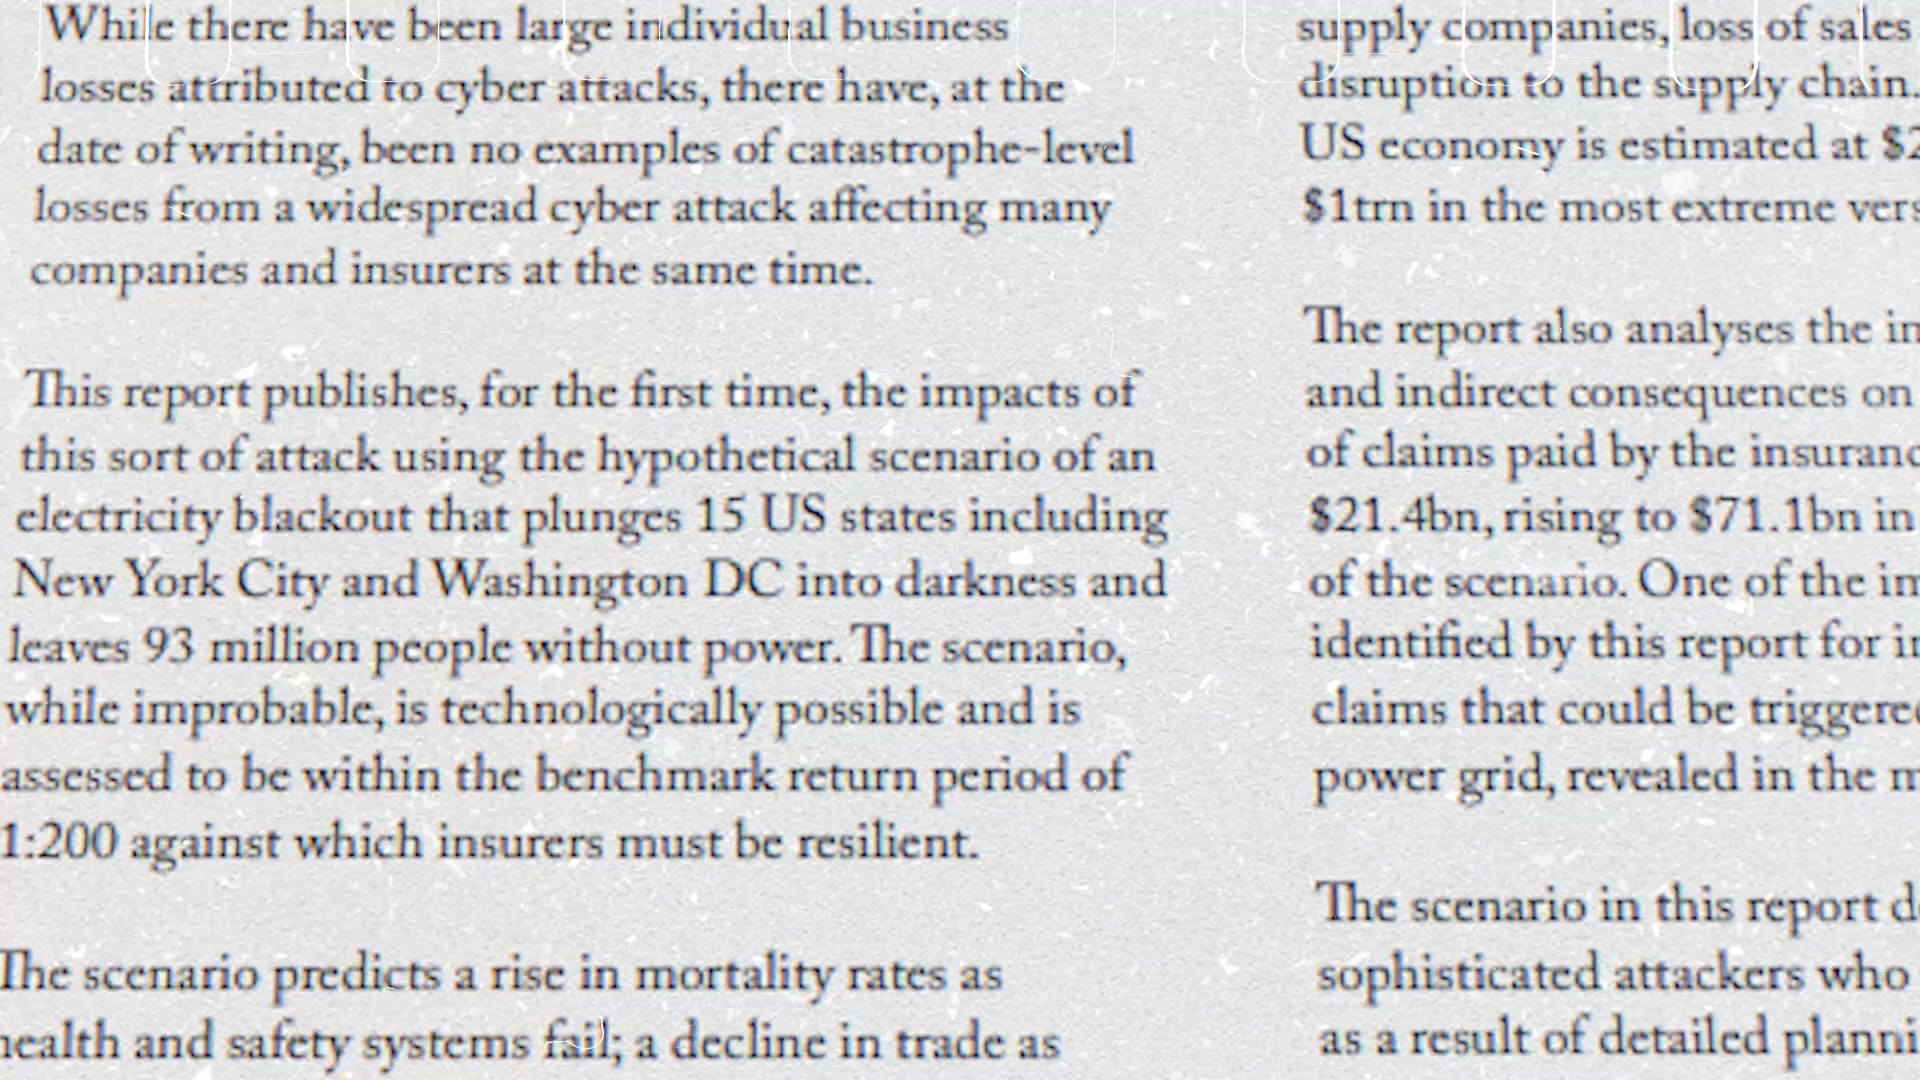 While there have been large individual business
losses attributed to cyber attacks, there have, at the
date of writing, been no examples of catastrophe-level
losses from a widespread cyber attack affecting many
companies and insurers at the same time.
This report publishes, for the first time, the impacts of
this sort of attack using the hypothetical scenario of an
electricity blackout that plunges 15 US states including
New York City and Washington DC into darkness and
leaves 93 million people without power. The scenario,
while improbable, is technologically possible and is
assessed to be within the benchmark return period of
1:200 against which insurers must be resilient.
The scenario predicts a rise in mortality rates as
health and safety systems fail; a decline in trade as
supply companies, loss of sales
disruption to the supply chain.
US economy is estimated at
$1trn in the most extreme
The report also analyses the
and indirect consequences on
of claims paid by the
$21.4bn, rising to $71.1bn in
of the scenario. One of the
identified by this report for
claims that could be
power grid, revealed in the
The scenario in this report
sophisticated attackers who
as a result of detailed